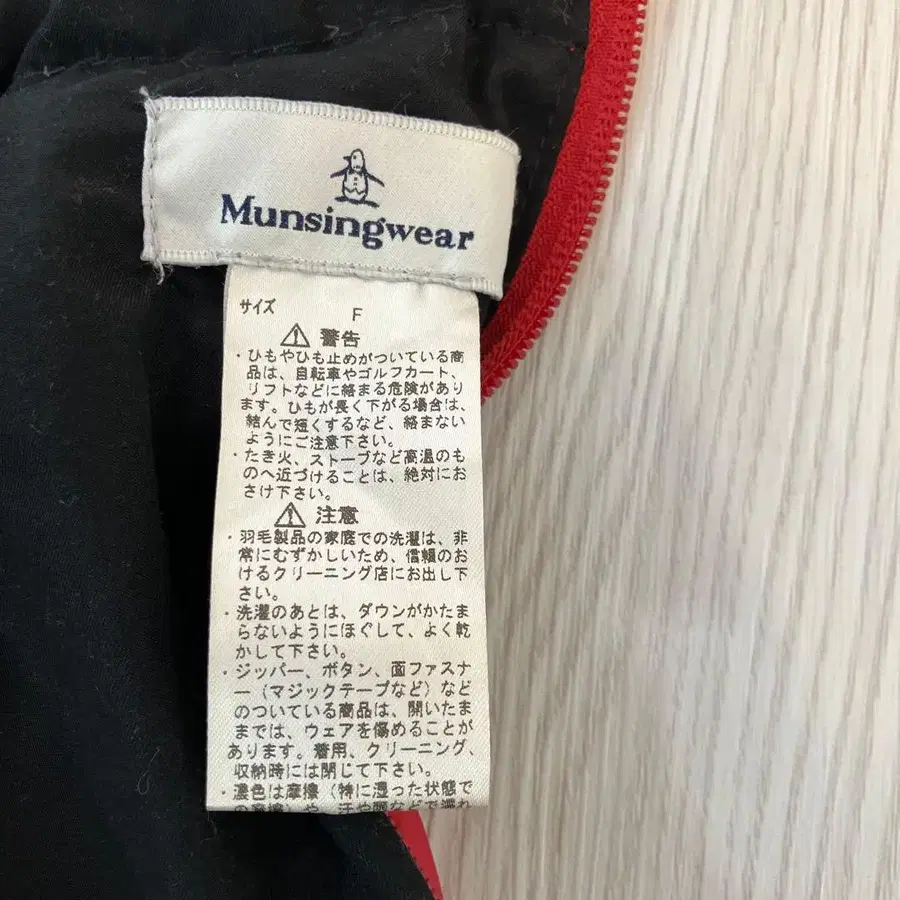 Munsingwear
サイズ F
警告
・ひもやひも止めがついている商
品は、自転車やゴルフカート、
リフトなどに絡まる危険があり
ます。ひもが長く下がる場合は、
結んで短くするなど、絡まない
ようにご注意下さい。
・たき火、ストーブなど高温のも
のへ近づけることは、絶対にお
さけ下さい。
注意
・羽毛製品の家庭での洗濯は、非
常にむずかしいため、信頼のお
けるクリーニング店にお出し下
さい。
・洗濯のあとは、ダウンがかたま
らないようにほぐして、よく乾
かして下さい。
・ジッパー、ボタン、面ファスナ
ー（マジックテープなど）など
のついている商品は、開いたま
までは、ウェアを傷めることが
あります。着用、クリーニング、
収納時には閉じて下さい。
・濃色は摩擦（特に湿った状態で
の摩擦）や、汗や雨などで濡れ